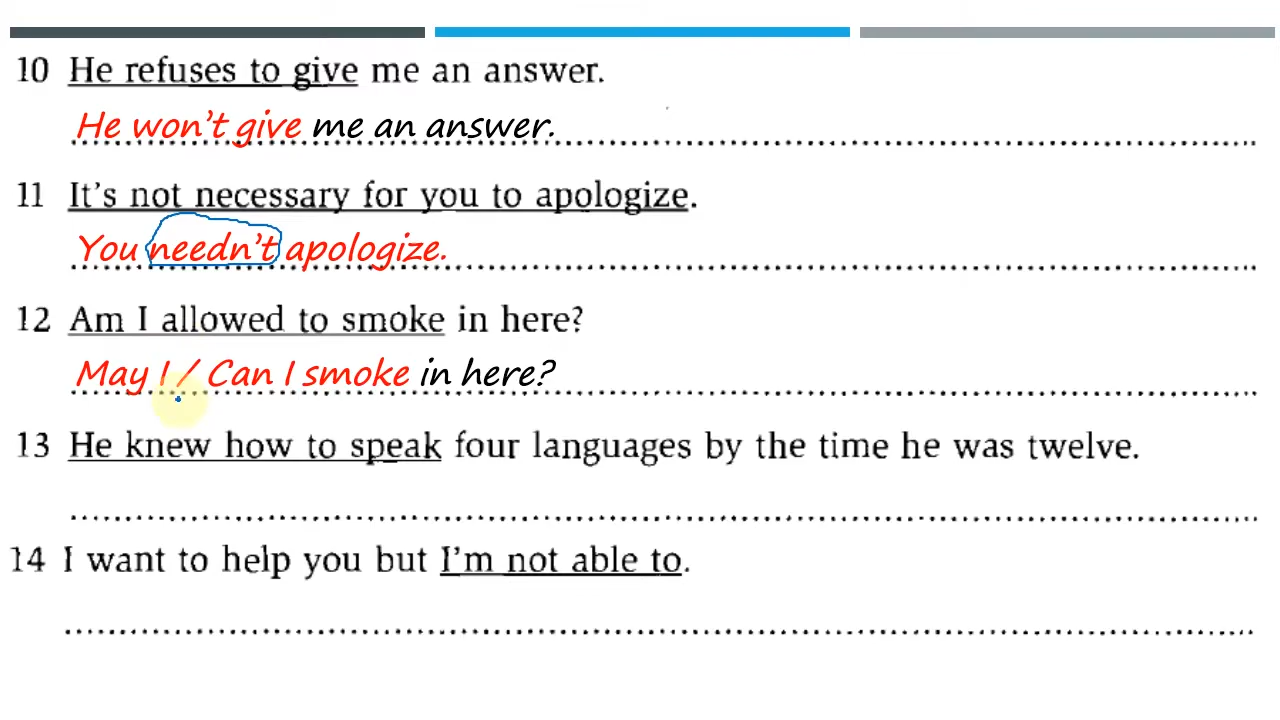 10 He refuses to give me an answer.
He won't give me an answer.
11 It's not necessary for you to apologize.
You needn't apologize.
12 Am I allowed to smoke in here?
May I / Can I smoke in here?
13 He knew how to speak four languages by the time he was twelve.
14 I want to help you but I'm not able to.